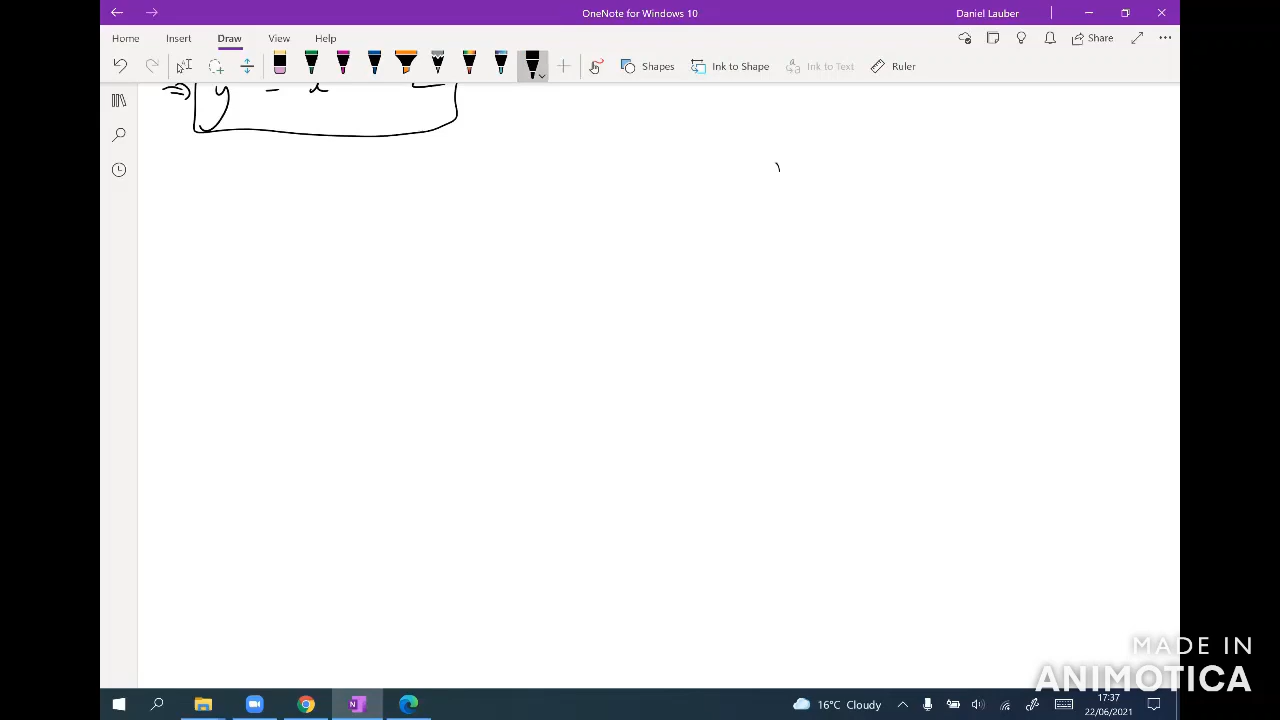 OneNote for Windows 10
Daniel Lauber
Home Insert Draw View Help
Share
Shapes
Ink to Shape
Ink to Text
Ruler
⇒ y = x
MADE IN
ANIMOTICA
16°C Cloudy
17:37
22/06/2021